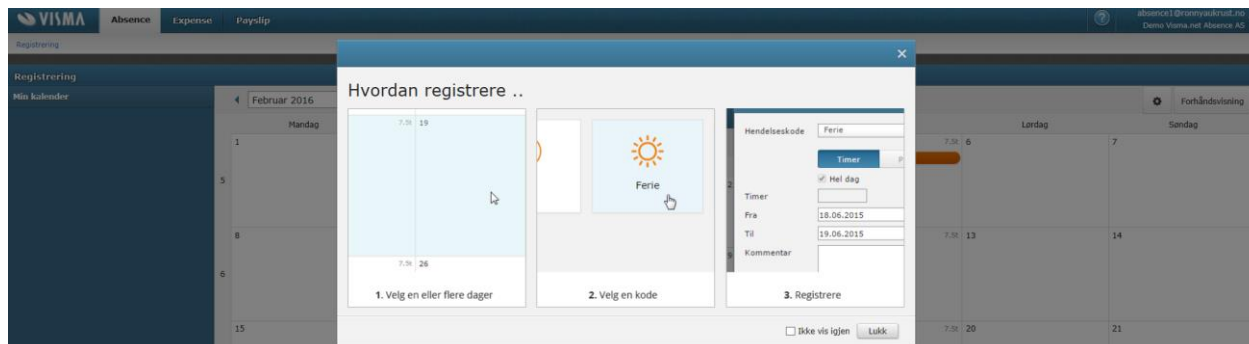 VISMA Absence Expense Payslip ?
absence1@ronnyaukrust.no
Demo Visma.net Absence AS
Registrering
Registrering
Min kalender
Februar 2016
Forhåndsvisning
Mandag
Lørdag
Søndag
Hvordan registrere ..
7.5t 19
7.5t 26
1. Velg en eller flere dager
Ferie
2. Velg en kode
Hendelseskode Ferie
Timer P
Hel dag
Timer
Fra 18.06.2015
Til 19.06.2015
Kommentar
3. Registrere
Ikke vis igjen Lukk
1
7.5t 6
7
5
2
8
7.5t 13
14
6
9
15
7.5t 20
21